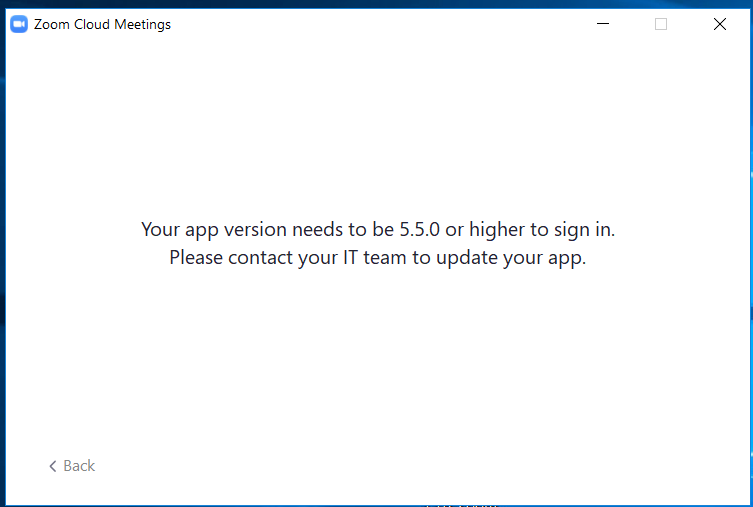 Zoom Cloud Meetings
Your app version needs to be 5.5.0 or higher to sign in.
Please contact your IT team to update your app.
Back